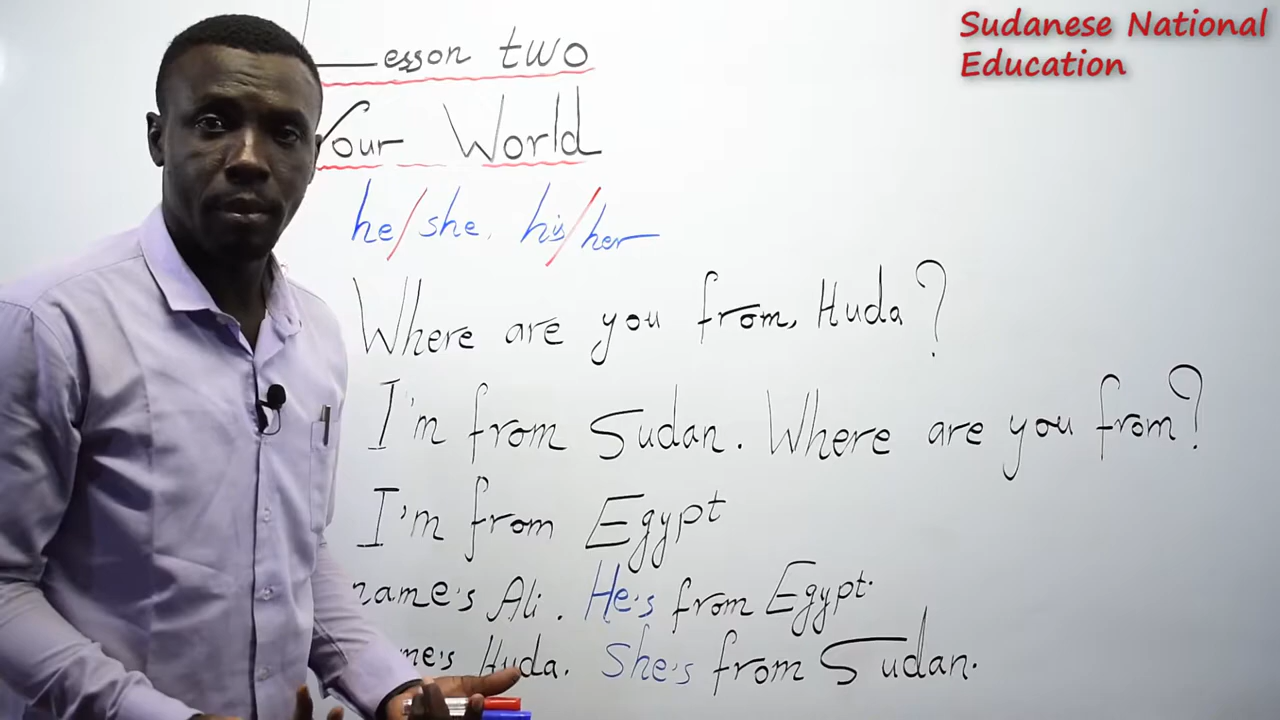 Sudanese National
Education
Lesson two
Your World
he/she, his/her
Where are you from, Huda?
I'm from Sudan. Where are you from?
I'm from Egypt
name's Ali. He's from Egypt.
Huda. She's from Sudan.